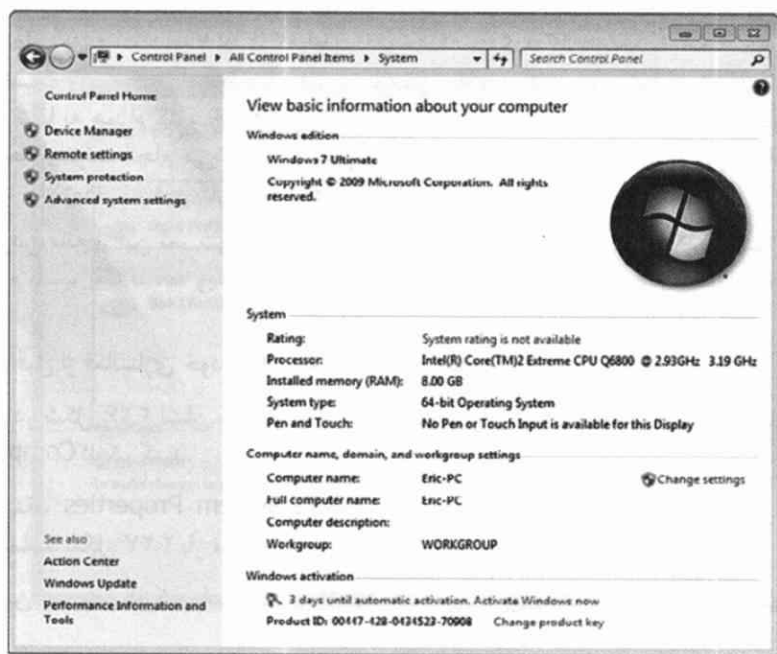 Control Panel ▸ All Control Panel Items ▸ System
Search Control Panel
Control Panel Home
Device Manager
Remote settings
System protection
Advanced system settings
See also
Action Center
Windows Update
Performance Information and
Tools
View basic information about your computer
Windows edition
Windows 7 Ultimate
Copyright © 2009 Microsoft Corporation. All rights
reserved.
System
Rating: System rating is not available
Processor: Intel(R) Core(TM)2 Extreme CPU Q6800 @ 2.93GHz 3.19 GHz
Installed memory (RAM): 8.00 GB
System type: 64-bit Operating System
Pen and Touch: No Pen or Touch Input is available for this Display
Computer name, domain, and workgroup settings
Computer name: Eric-PC Change settings
Full computer name: Eric-PC
Computer description:
Workgroup: WORKGROUP
Windows activation
3 days until automatic activation. Activate Windows now
Product ID: 00447-428-0434523-70908 Change product key